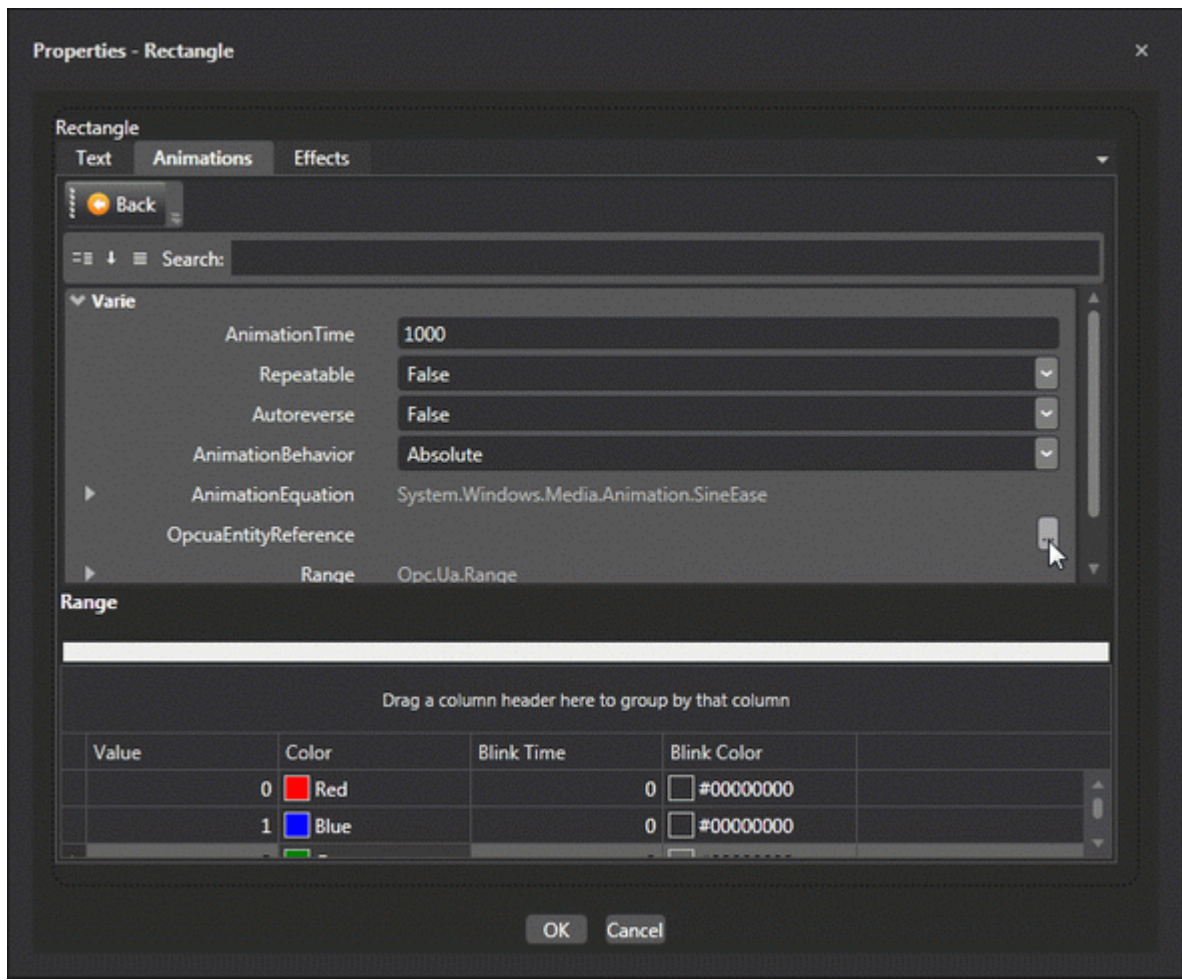 Properties - Rectangle
Rectangle
Text Animations Effects
Back
Search:
Varie
AnimationTime 1000
Repeatable False
Autoreverse False
AnimationBehavior Absolute
AnimationEquation System.Windows.Media.Animation.SineEase
OpcuaEntityReference ...
Range Opc.Ua.Range
Range
Drag a column header here to group by that column
Value Color Blink Time Blink Color
0 Red 0 #00000000
1 Blue 0 #00000000
OK Cancel